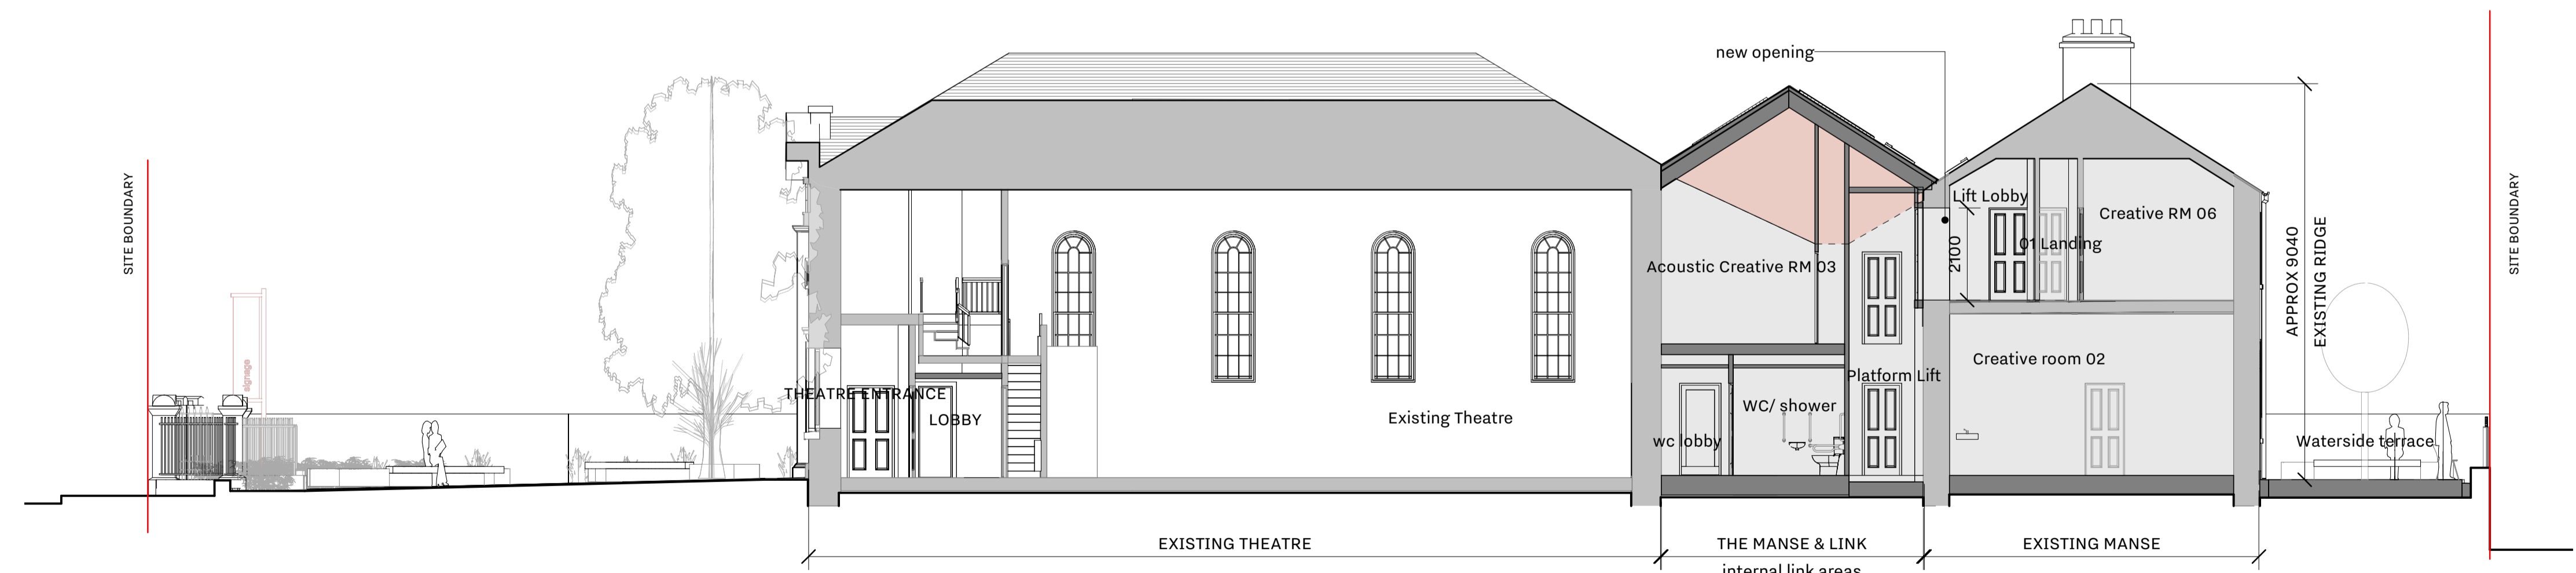 new opening
SITE BOUNDARY
signage
THEATRE ENTRANCE
LOBBY
Existing Theatre
Acoustic Creative RM 03
wc lobby
WC/ shower
Platform Lift
Lift Lobby
2100
01 Landing
Creative RM 06
Creative room 02
APPROX 9040
EXISTING RIDGE
Waterside terrace
SITE BOUNDARY
EXISTING THEATRE
THE MANSE & LINK
internal link areas
EXISTING MANSE